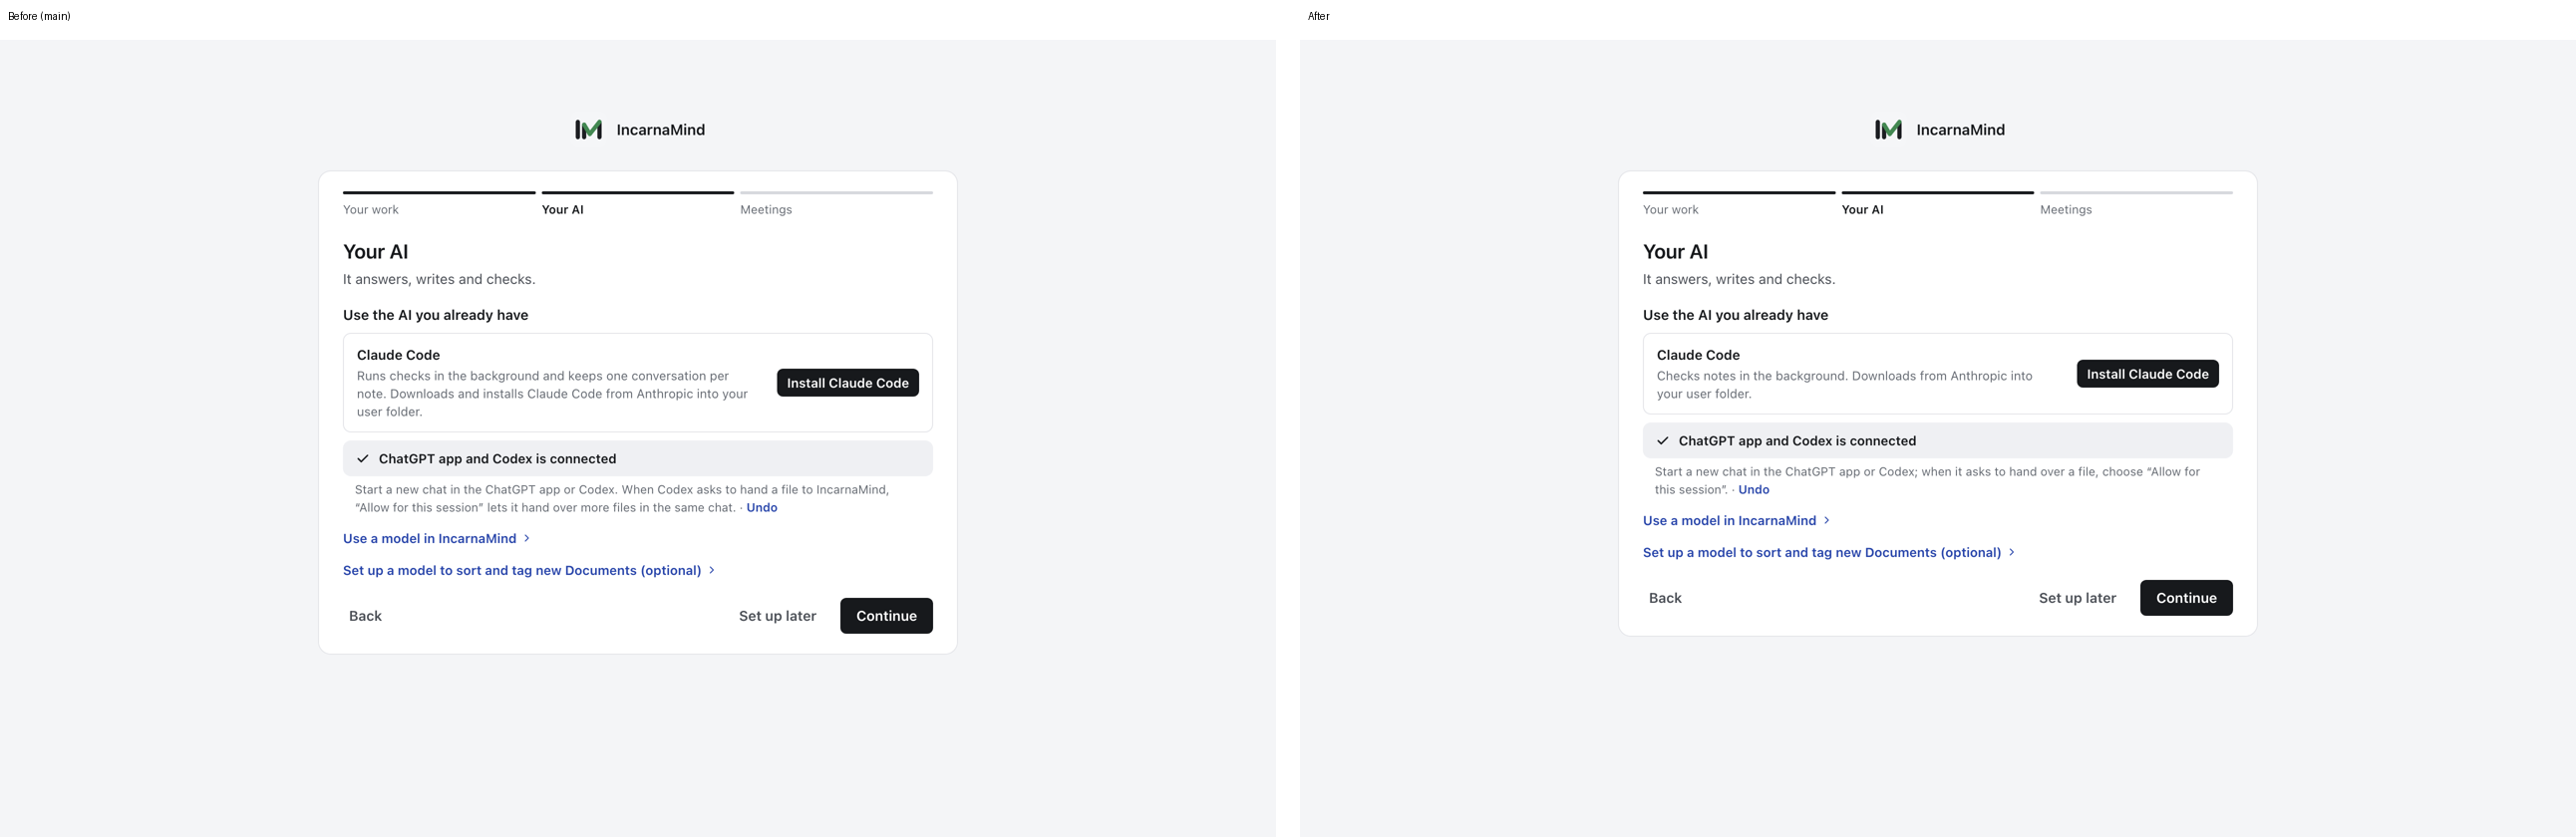 Before (main)
IncarnaMind
Your work
Your AI
Meetings
Your AI
It answers, writes and checks.
Use the AI you already have
Claude Code
Runs checks in the background and keeps one conversation per
note. Downloads and installs Claude Code from Anthropic into your
user folder.
Install Claude Code
ChatGPT app and Codex is connected
Start a new chat in the ChatGPT app or Codex. When Codex asks to hand a file to IncarnaMind,
“Allow for this session” lets it hand over more files in the same chat. · Undo
Use a model in IncarnaMind
Set up a model to sort and tag new Documents (optional)
Back
Set up later
Continue
After
IncarnaMind
Your work
Your AI
Meetings
Your AI
It answers, writes and checks.
Use the AI you already have
Claude Code
Checks notes in the background. Downloads from Anthropic into
your user folder.
Install Claude Code
ChatGPT app and Codex is connected
Start a new chat in the ChatGPT app or Codex; when it asks to hand over a file, choose “Allow for
this session”. · Undo
Use a model in IncarnaMind
Set up a model to sort and tag new Documents (optional)
Back
Set up later
Continue